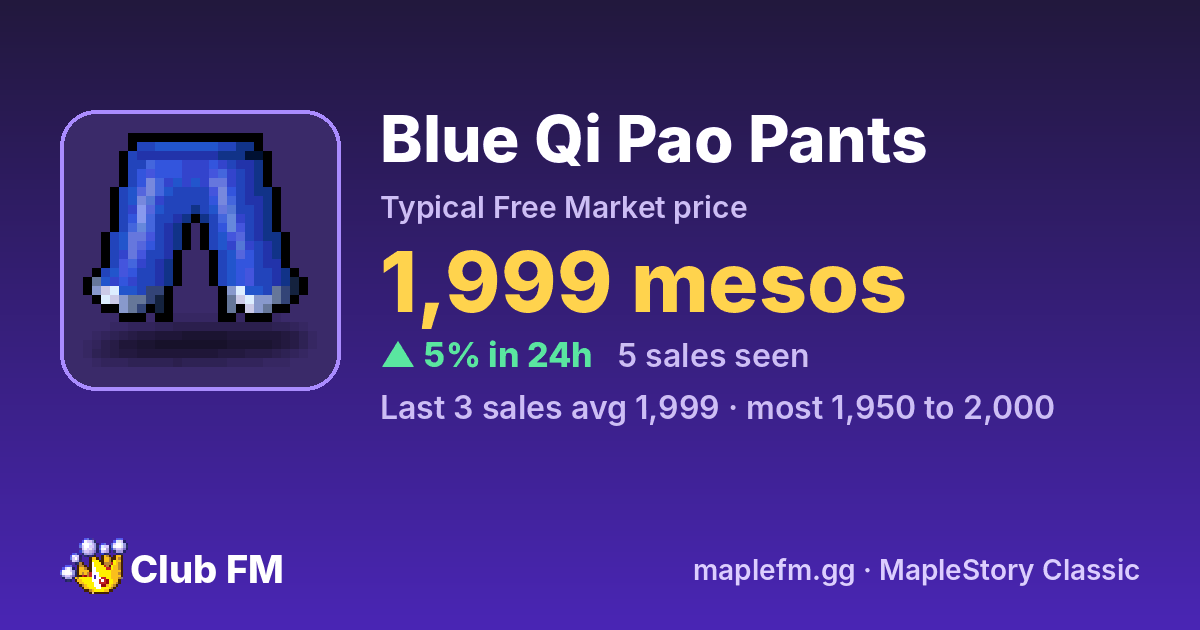 Blue Qi Pao Pants
Typical Free Market price
1,999 mesos
▲ 5% in 24h 5 sales seen
Last 3 sales avg 1,999 · most 1,950 to 2,000
Club FM
maplefm.gg · MapleStory Classic